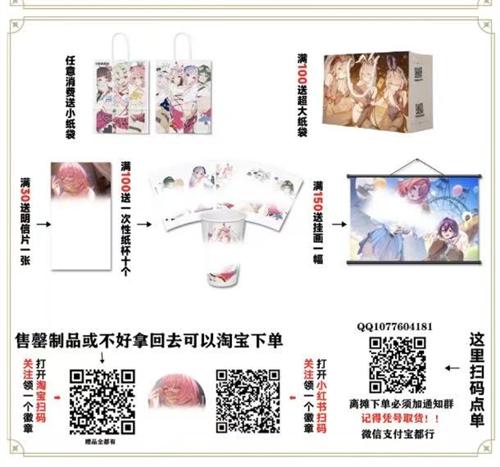 任意消费送小纸袋
满100送超大纸袋
满30送明信片一张
满100送一次性纸杯十个
满150送挂画一幅
售罄制品或不好拿回去可以淘宝下单
打开淘宝扫码
关注领一个徽章
赠品全都有
打开小红书扫码
关注领一个徽章
QQ1077604181
离摊下单必须加通知群
记得凭号取货！！
微信支付宝都行
这里扫码点单